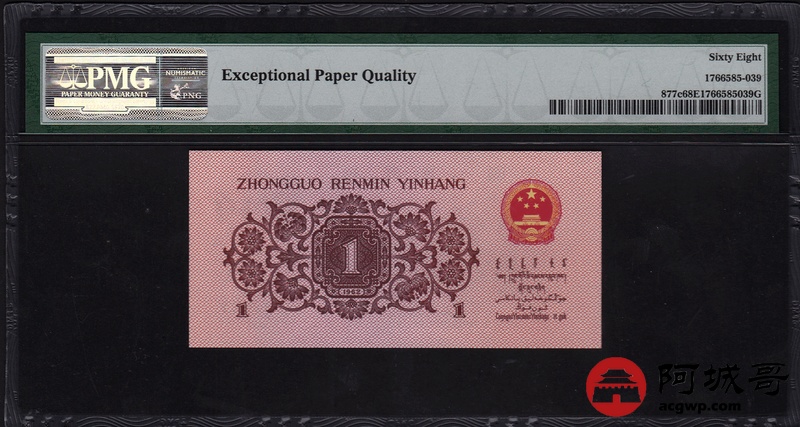 PMG
PAPER MONEY GUARANTY
NUMISMATIC
PNG
Exceptional Paper Quality
Sixty Eight
1766585-039
877c68E1766585039G
ZHONGGUO RENMIN YINHANG
1
1962
1
1
阿城哥
acgwp.com